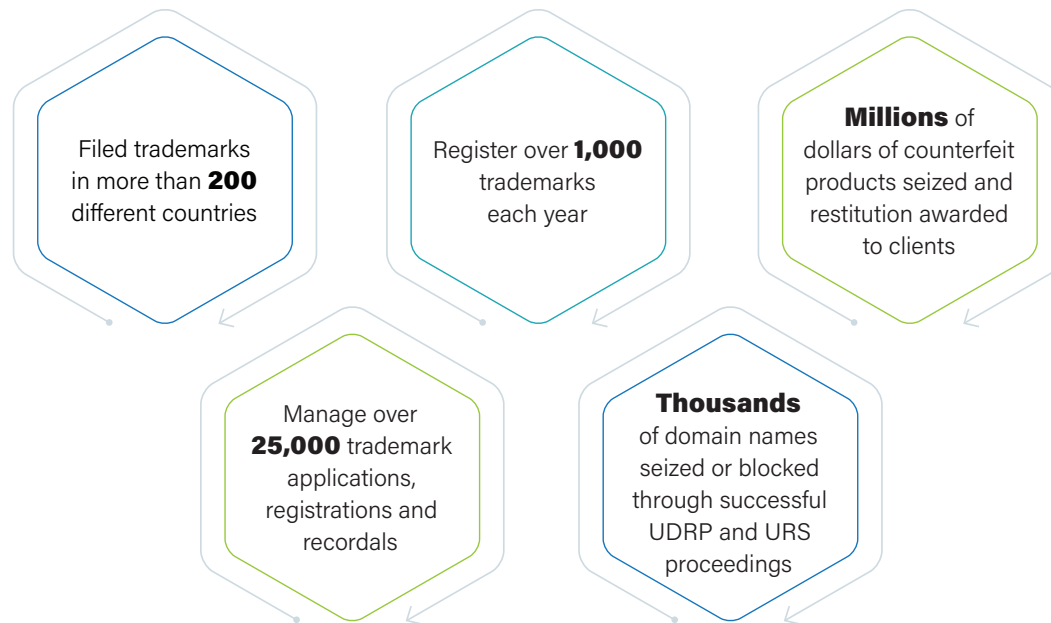 Filed trademarks
in more than 200
different countries
Register over 1,000
trademarks
each year
Millions of
dollars of counterfeit
products seized and
restitution awarded
to clients
Manage over
25,000 trademark
applications,
registrations and
recordals
Thousands
of domain names
seized or blocked
through successful
UDRP and URS
proceedings